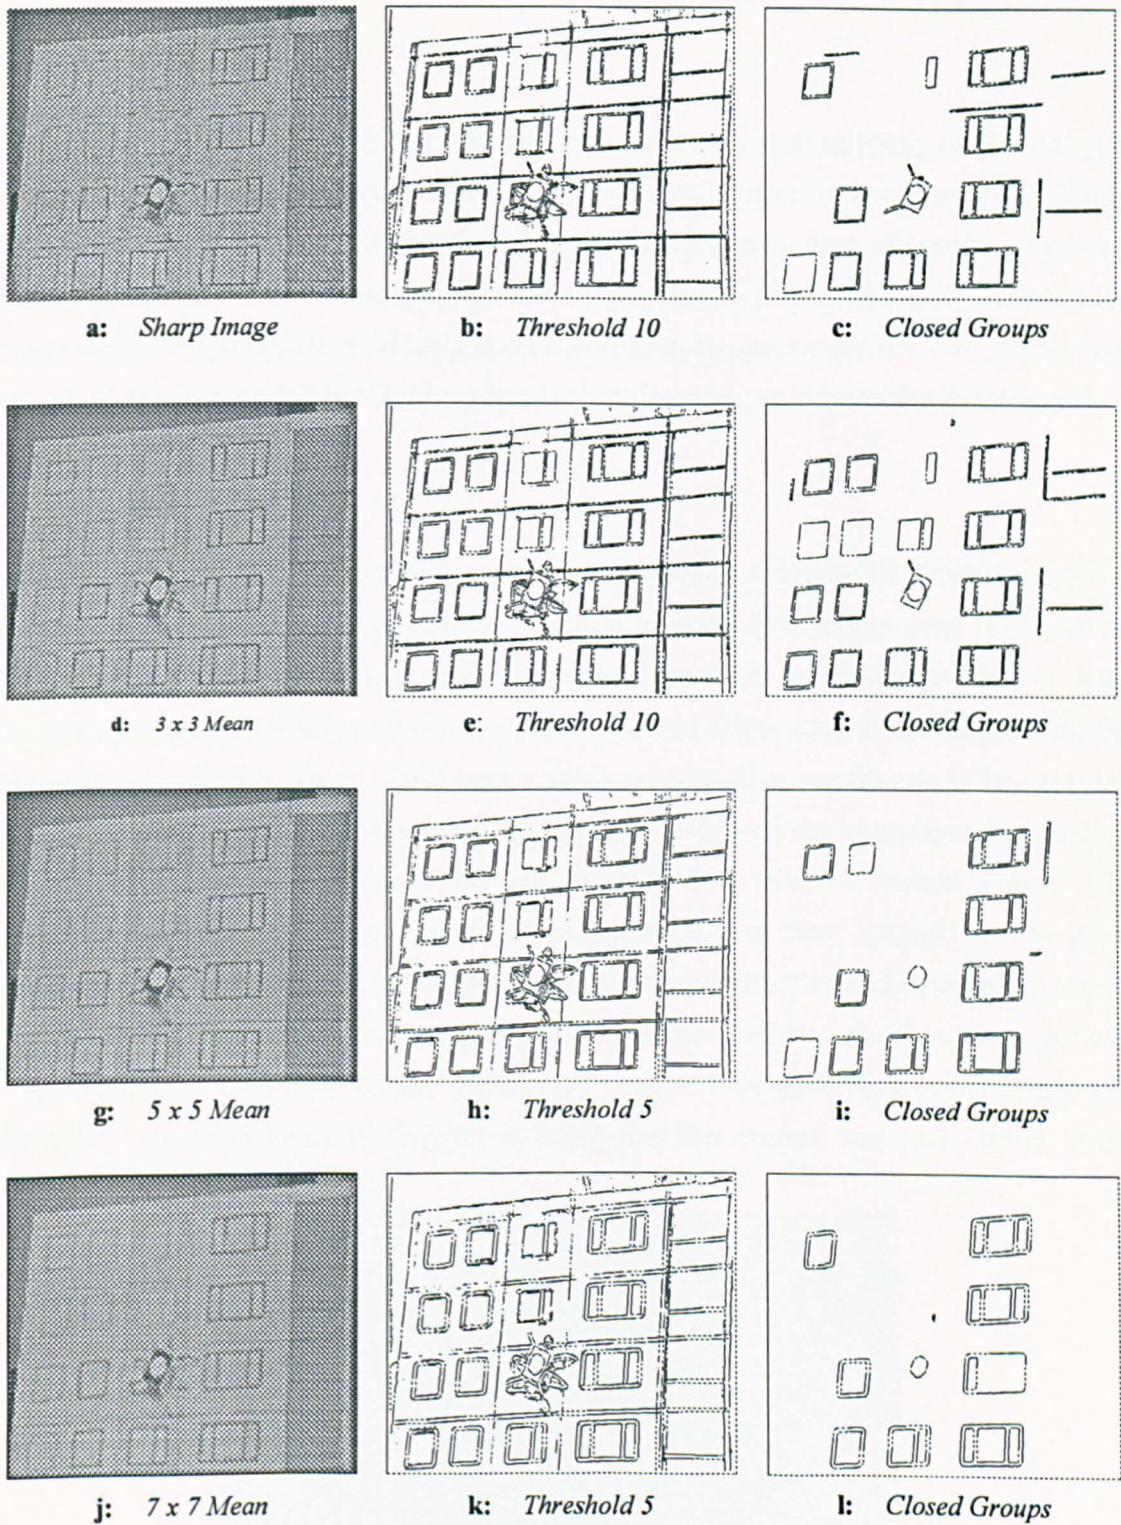 a: Sharp Image b: Threshold 10 c: Closed Groups
d: 3 x 3 Mean e: Threshold 10 f: Closed Groups
g: 5 x 5 Mean h: Threshold 5 i: Closed Groups
j: 7 x 7 Mean k: Threshold 5 l: Closed Groups